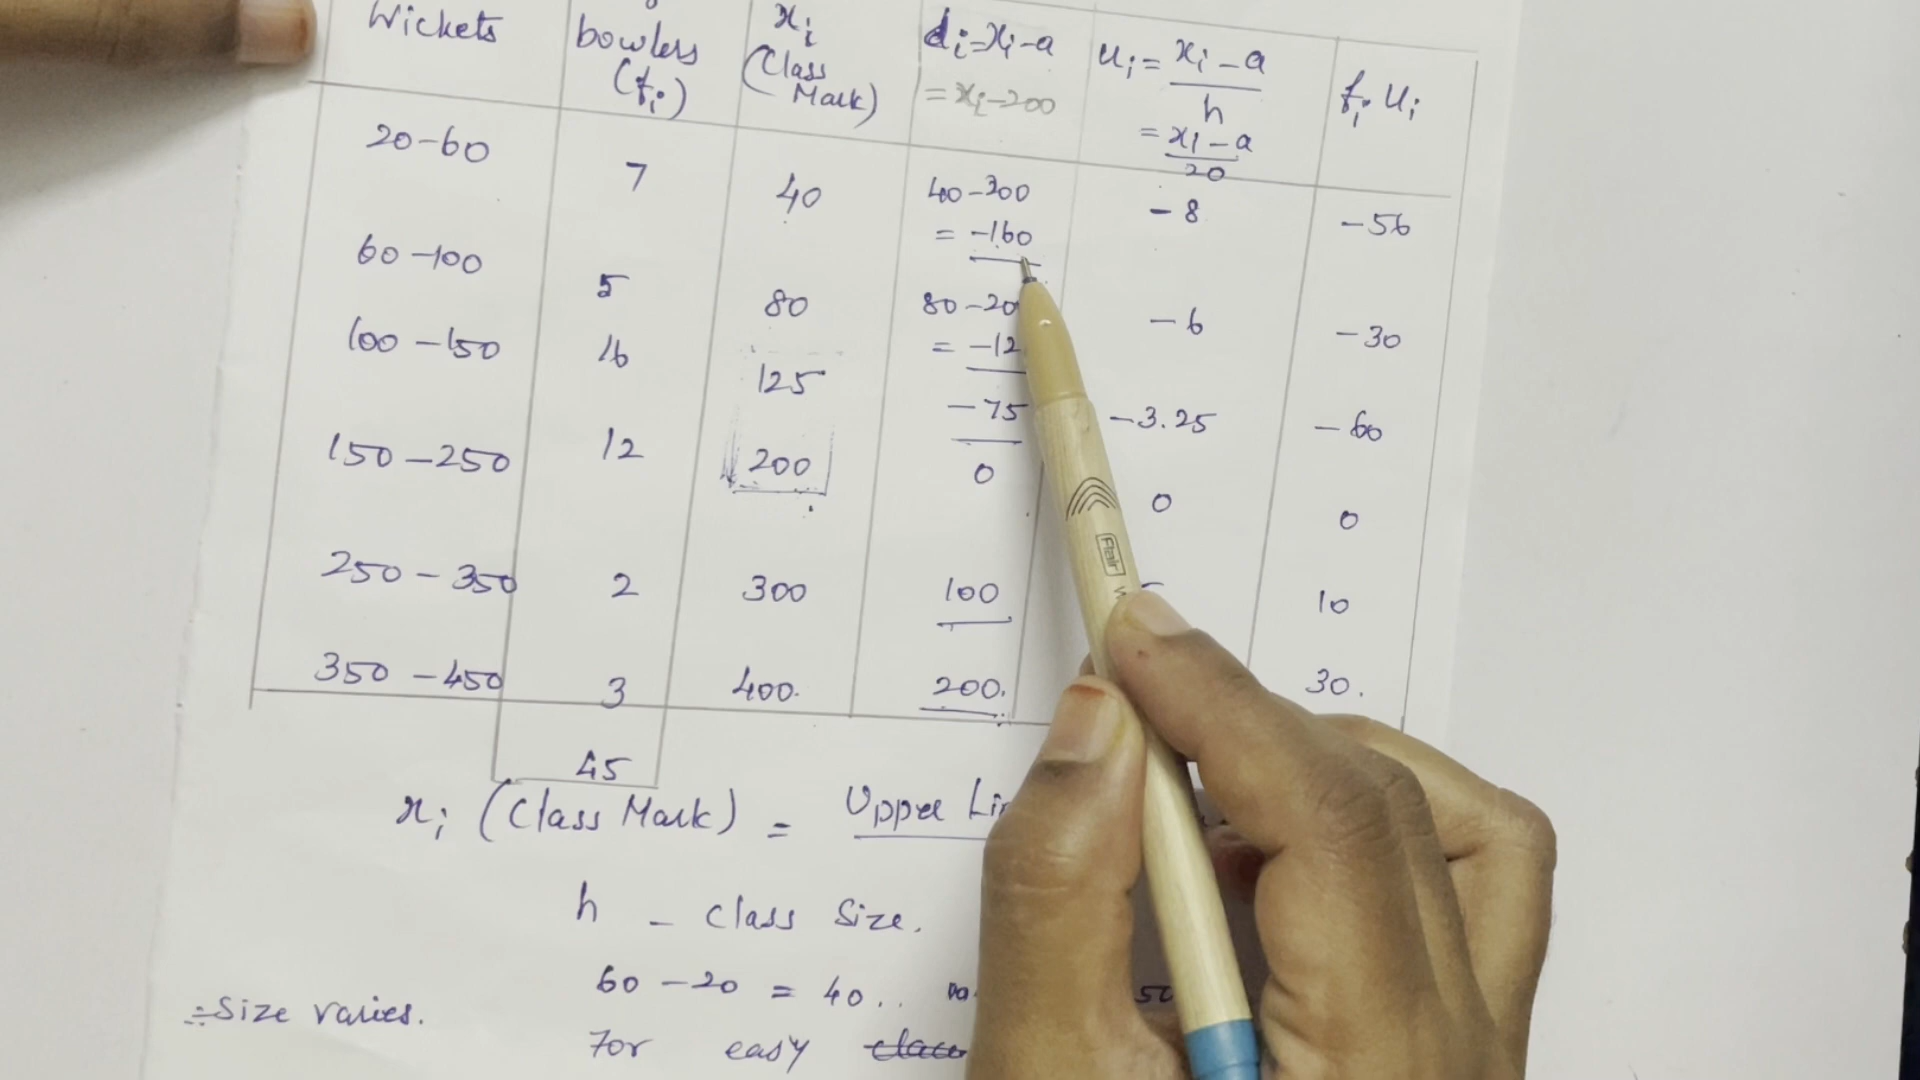 Wickets bowlers (fi) xi (Class Mark) di=xi-a = xi-200 ui = xi-a / h = xi-a / 20 fi ui
20-60 7 40 40-200 = -160 -8 -56
60-100 5 80 80-20 = -12 -6 -30
100-150 16 125 -75 -3.25 -60
150-250 12 200 0 0 0
250-350 2 300 100 10
350-450 3 400. 200. 30.
45
xi (Class Mark) = Upper
h - Class Size.
60-20 = 40.. 50
=Size varies.
For easy
Flair